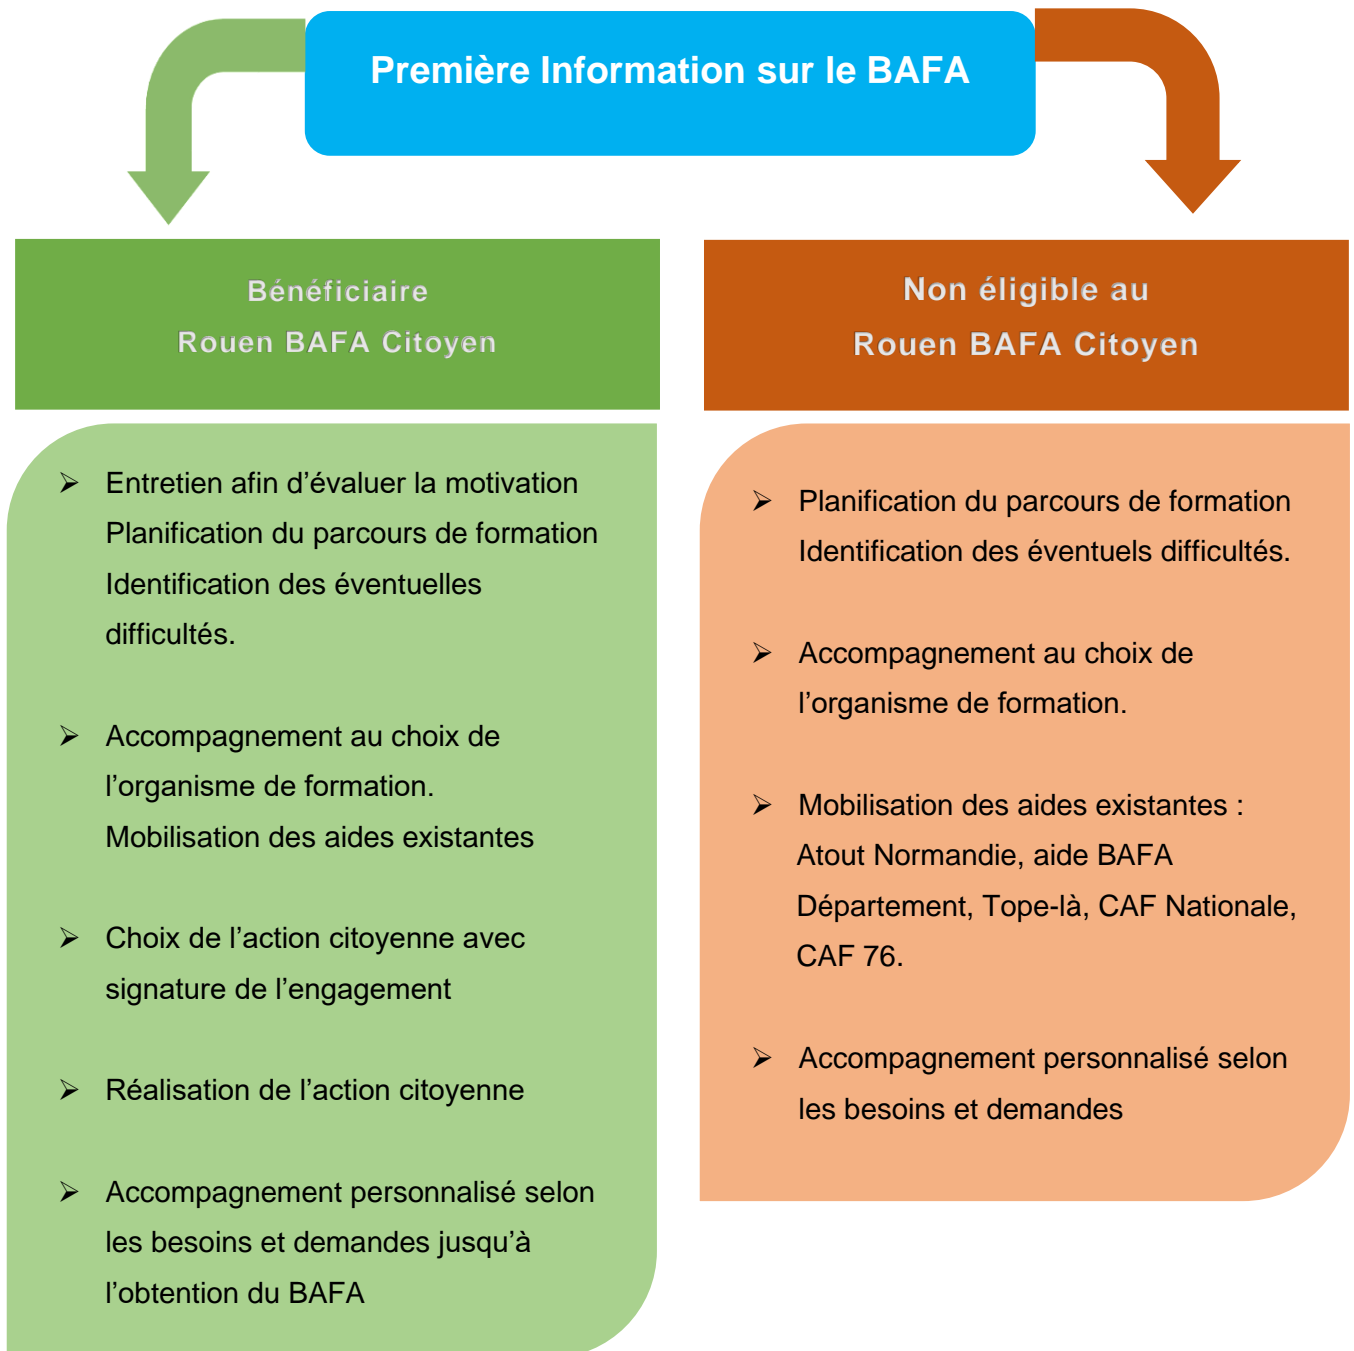 Première Information sur le BAFA
Bénéficiaire
Rouen BAFA Citoyen
➢ Entretien afin d’évaluer la motivation
Planification du parcours de formation
Identification des éventuelles
difficultés.
➢ Accompagnement au choix de
l’organisme de formation.
Mobilisation des aides existantes
➢ Choix de l’action citoyenne avec
signature de l’engagement
➢ Réalisation de l’action citoyenne
➢ Accompagnement personnalisé selon
les besoins et demandes jusqu’à
l’obtention du BAFA
Non éligible au
Rouen BAFA Citoyen
➢ Planification du parcours de formation
Identification des éventuels difficultés.
➢ Accompagnement au choix de
l’organisme de formation.
➢ Mobilisation des aides existantes :
Atout Normandie, aide BAFA
Département, Tope-là, CAF Nationale,
CAF 76.
➢ Accompagnement personnalisé selon
les besoins et demandes